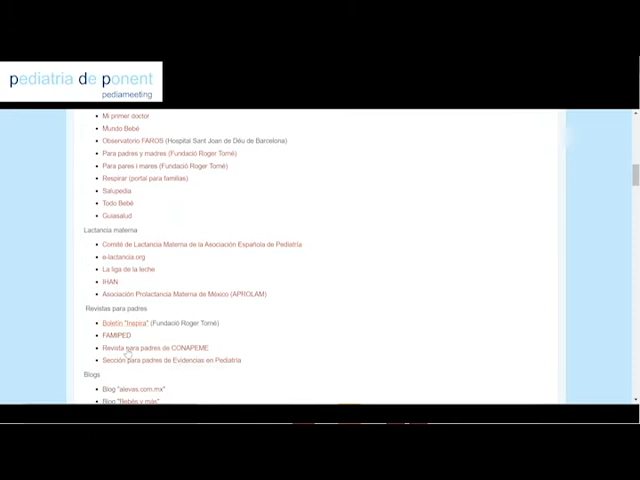 pediatria de ponent
pediameeting
Mi primer doctor
Mundo Bebé
Observatorio FAROS (Hospital Sant Joan de Déu de Barcelona)
Para padres y madres (Fundació Roger Torné)
Para pares i mares (Fundació Roger Torné)
Respirar (portal para familias)
Salupedia
Todo Bebé
Guiasalud
Lactancia materna
Comité de Lactancia Materna de la Asociación Española de Pediatría
e-lactancia.org
La liga de la leche
IHAN
Asociación Prolactancia Materna de México (APROLAM)
Revistas para padres
Boletín "Inspira" (Fundació Roger Torné)
FAMIPED
Revista para padres de CONAPEME
Sección para padres de Evidencias en Pediatría
Blogs
Blog "alevas.com.mx"
Blog "Bebés y más"